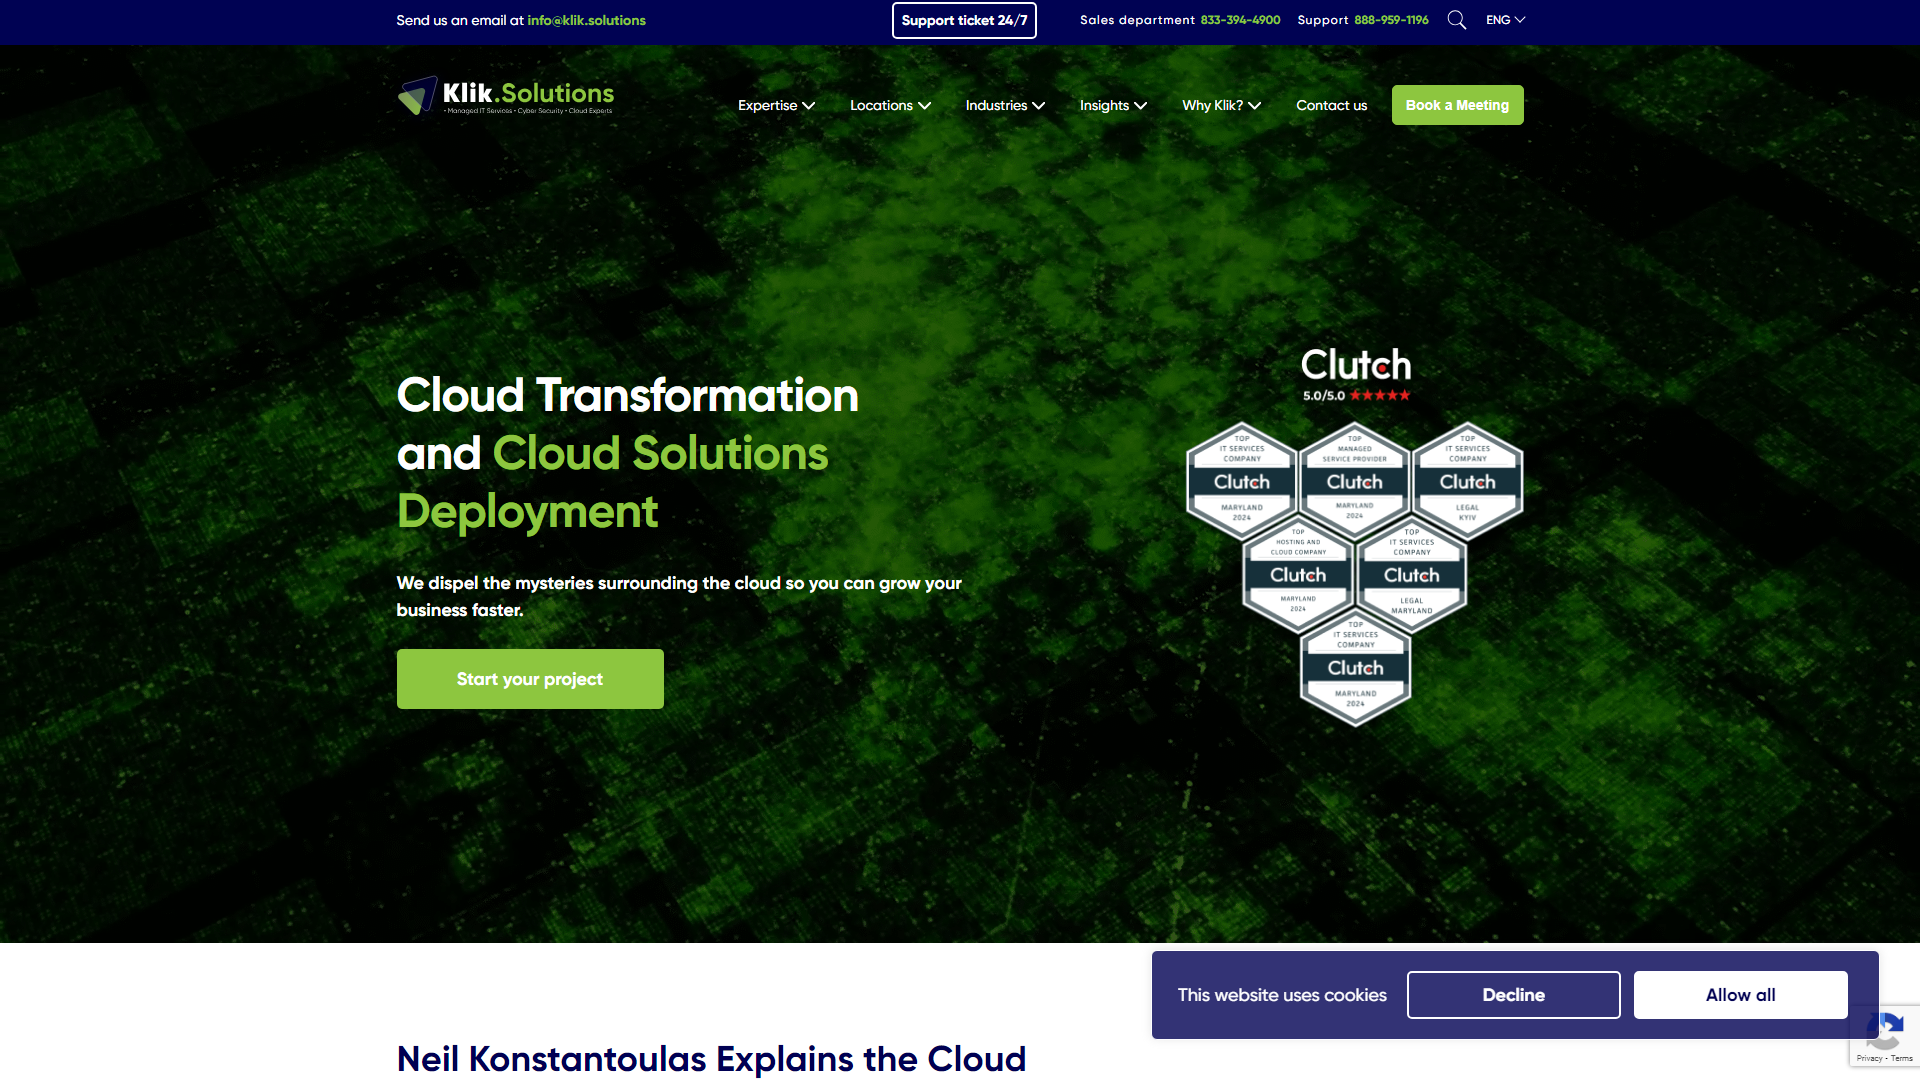 Send us an email at info@klik.solutions
Support ticket 24/7
Sales department 833-394-4900
Support 888-959-1196
ENG
Klik.Solutions
• Managed IT Services • Cyber Security • Cloud Experts
Expertise
Locations
Industries
Insights
Why Klik?
Contact us
Book a Meeting
Cloud Transformation
and Cloud Solutions
Deployment
We dispel the mysteries surrounding the cloud so you can grow your
business faster.
Start your project
Clutch
5.0/5.0
TOP
IT SERVICES
COMPANY
Clutch
MARYLAND
2024
TOP
MANAGED
SERVICE PROVIDER
Clutch
MARYLAND
2024
TOP
IT SERVICES
COMPANY
Clutch
LEGAL
KYIV
TOP
HOSTING AND
CLOUD COMPANY
Clutch
MARYLAND
2024
TOP
IT SERVICES
COMPANY
Clutch
LEGAL
MARYLAND
TOP
IT SERVICES
COMPANY
Clutch
MARYLAND
2024
This website uses cookies
Decline
Allow all
Privacy - Terms
Neil Konstantoulas Explains the Cloud